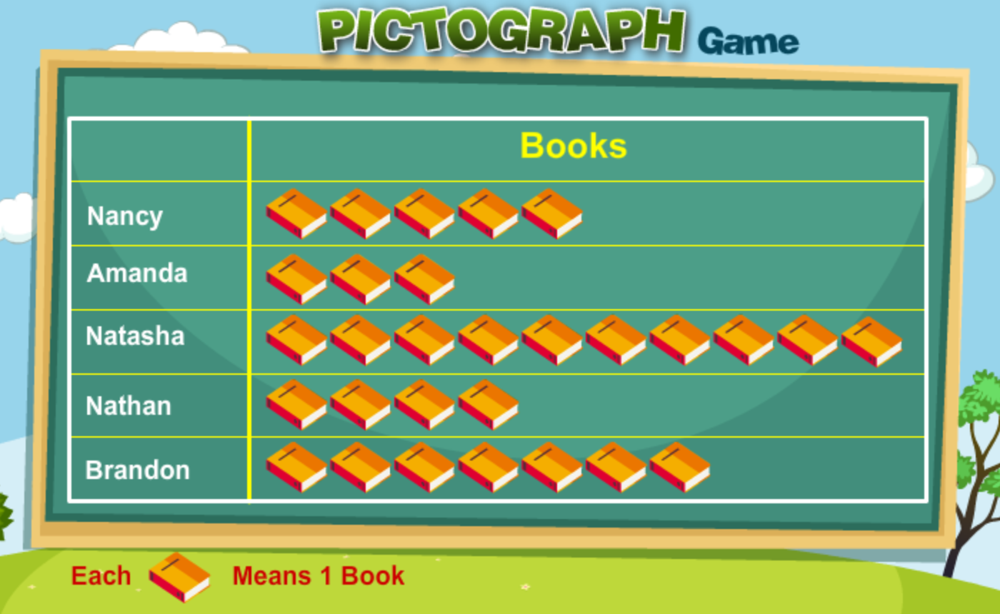 PICTOGRAPH Game
Books
Nancy
Amanda
Natasha
Nathan
Brandon
Each Means 1 Book